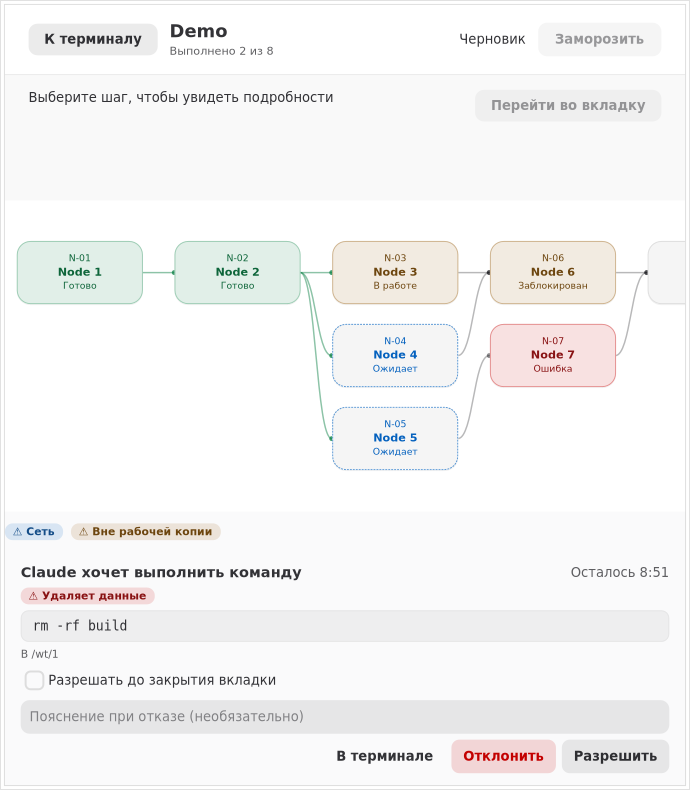 К терминалу
Demo
Выполнено 2 из 8
Черновик
Заморозить
Выберите шаг, чтобы увидеть подробности
Перейти во вкладку
N-01
Node 1
Готово
N-02
Node 2
Готово
N-03
Node 3
В работе
N-06
Node 6
Заблокирован
N-04
Node 4
Ожидает
N-07
Node 7
Ошибка
N-05
Node 5
Ожидает
⚠ Сеть
⚠ Вне рабочей копии
Claude хочет выполнить команду
Осталось 8:51
⚠ Удаляет данные
rm -rf build
В /wt/1
Разрешать до закрытия вкладки
Пояснение при отказе (необязательно)
В терминале
Отклонить
Разрешить